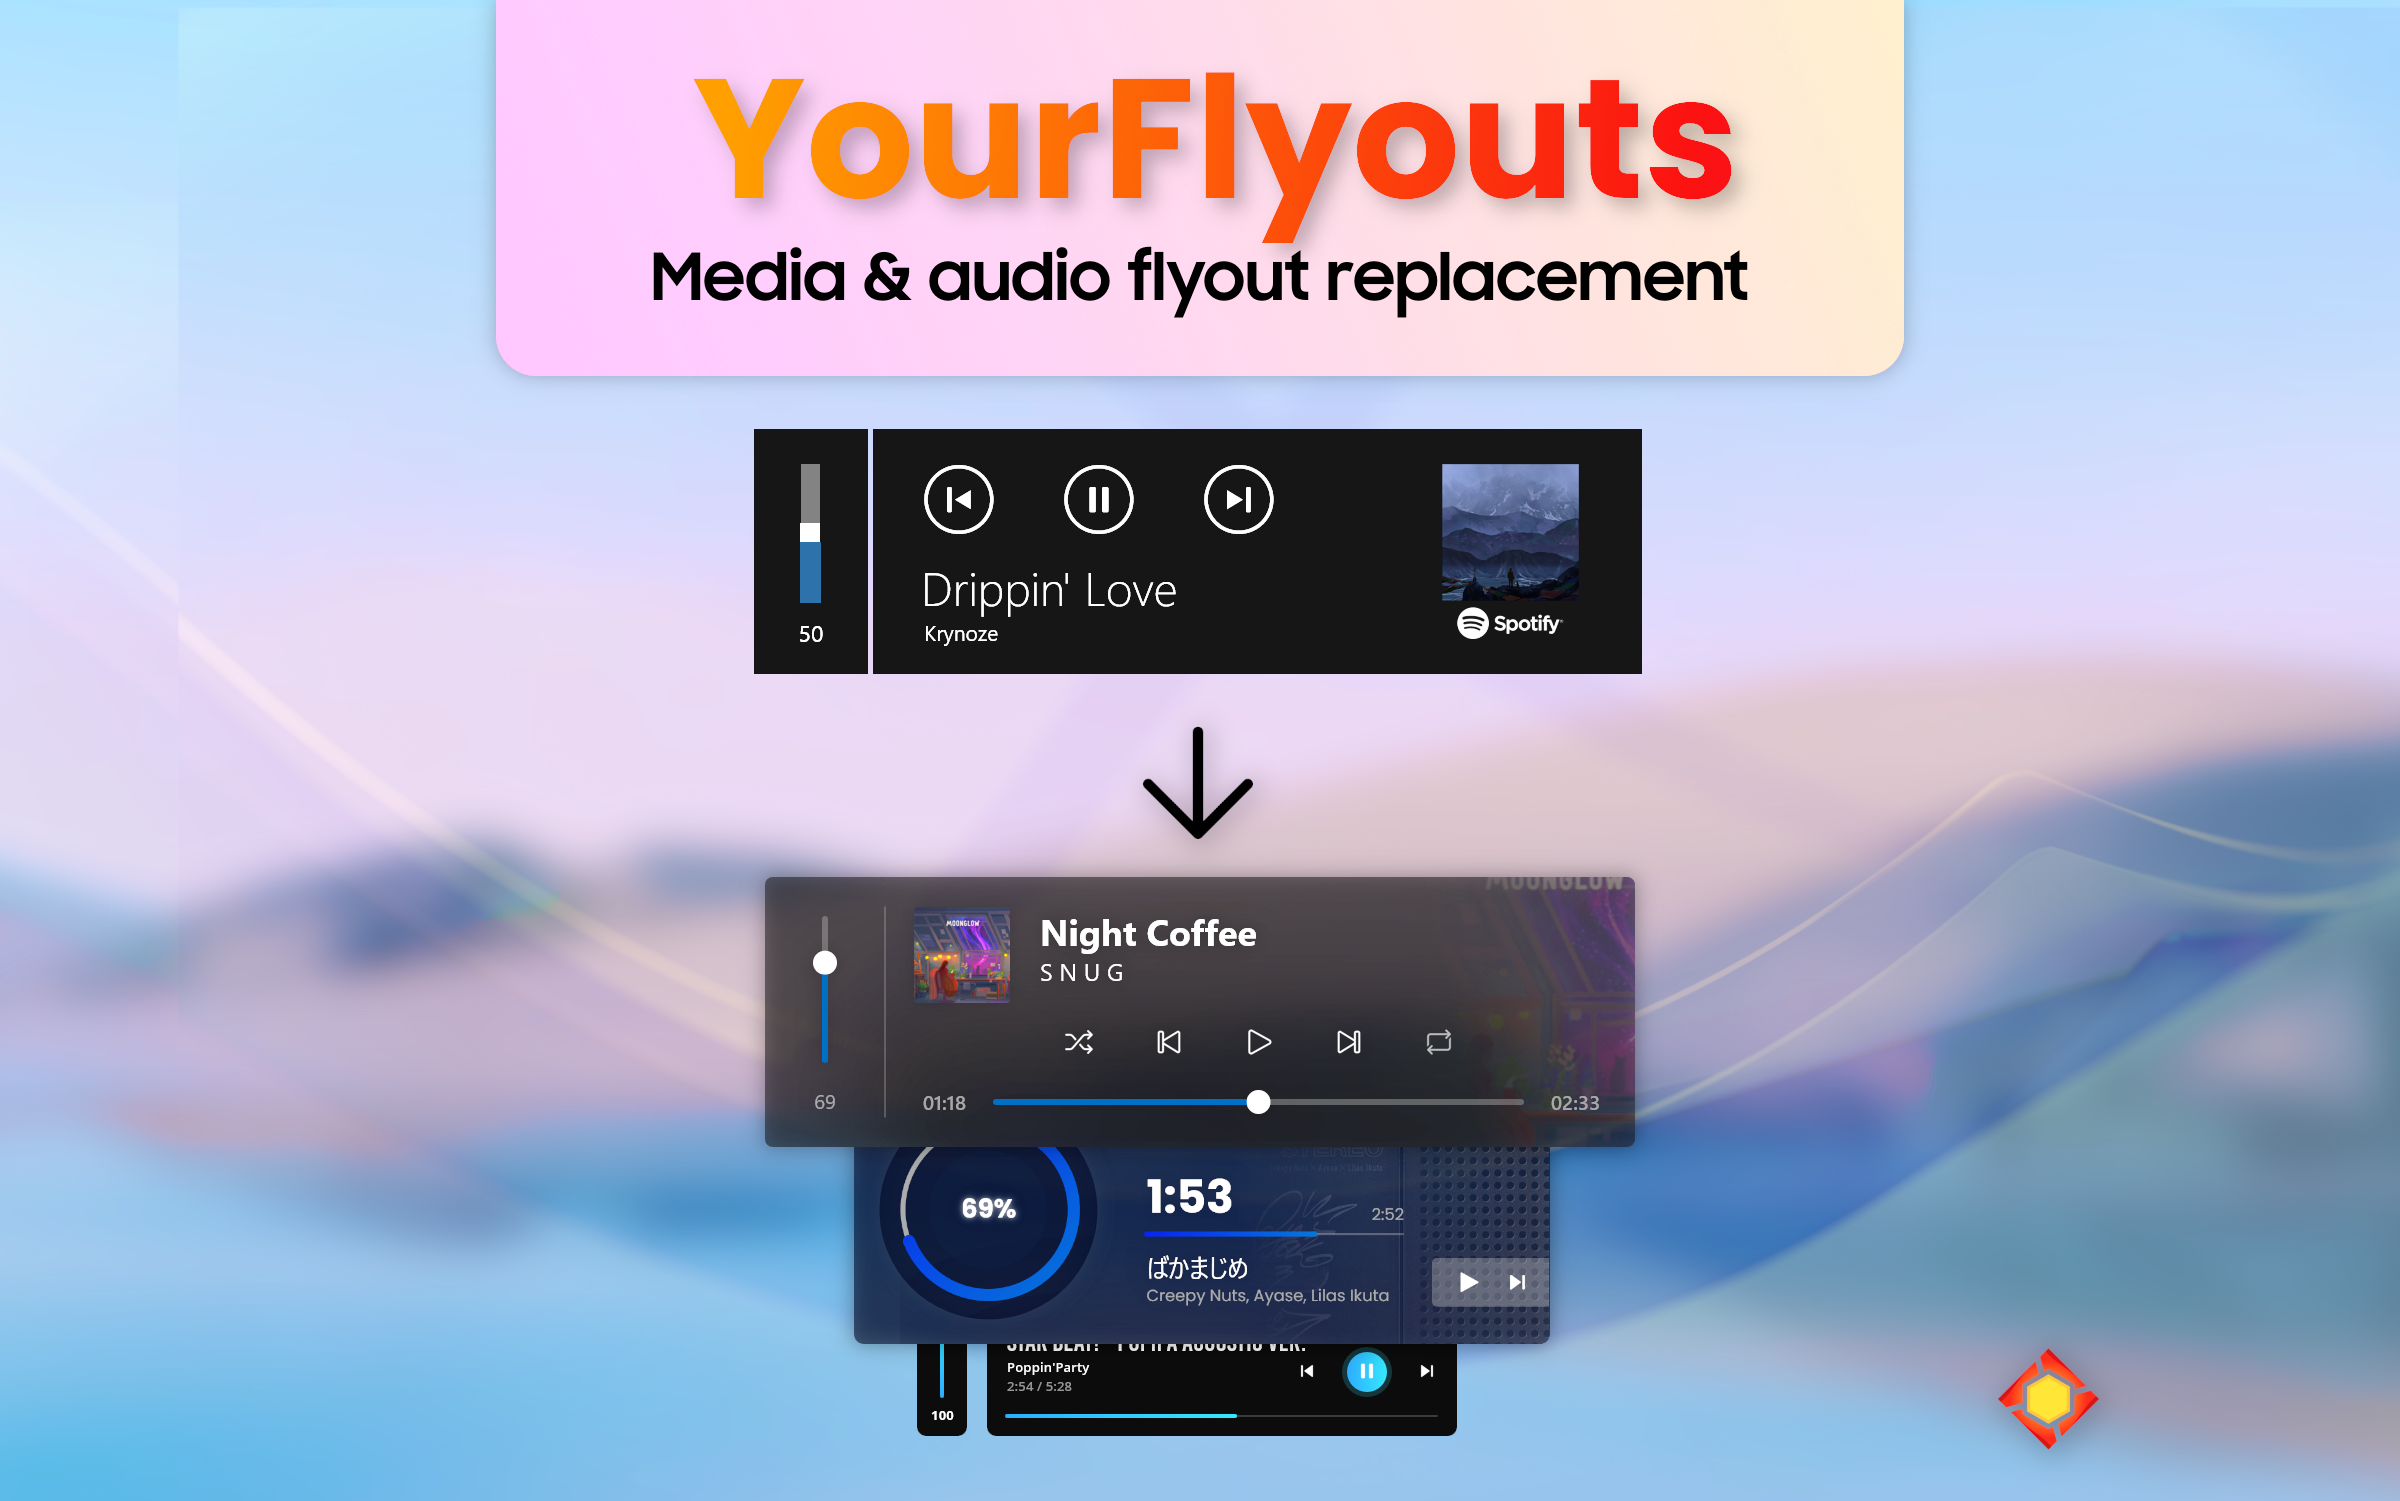 YourFlyouts
Media & audio flyout replacement
50
Drippin' Love
Krynoze
Spotify
MOONGLOW
MOONGLOW
Night Coffee
SNUG
69
01:18
02:33
69%
1:53
2:52
ばかまじめ
Creepy Nuts, Ayase, Lilas Ikuta
Poppin'Party
2:54 / 5:28
100